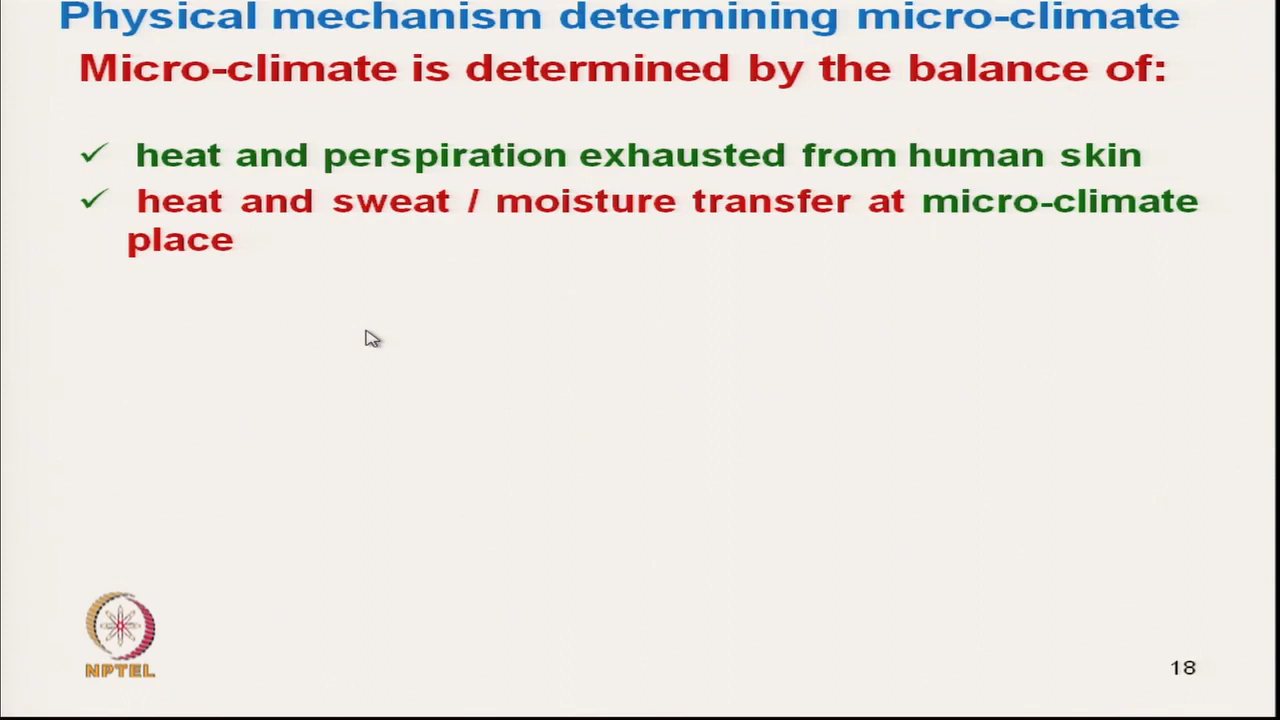 Physical mechanism determining micro-climate
Micro-climate is determined by the balance of:
✓ heat and perspiration exhausted from human skin
✓ heat and sweat / moisture transfer at micro-climate
place
NPTEL
18